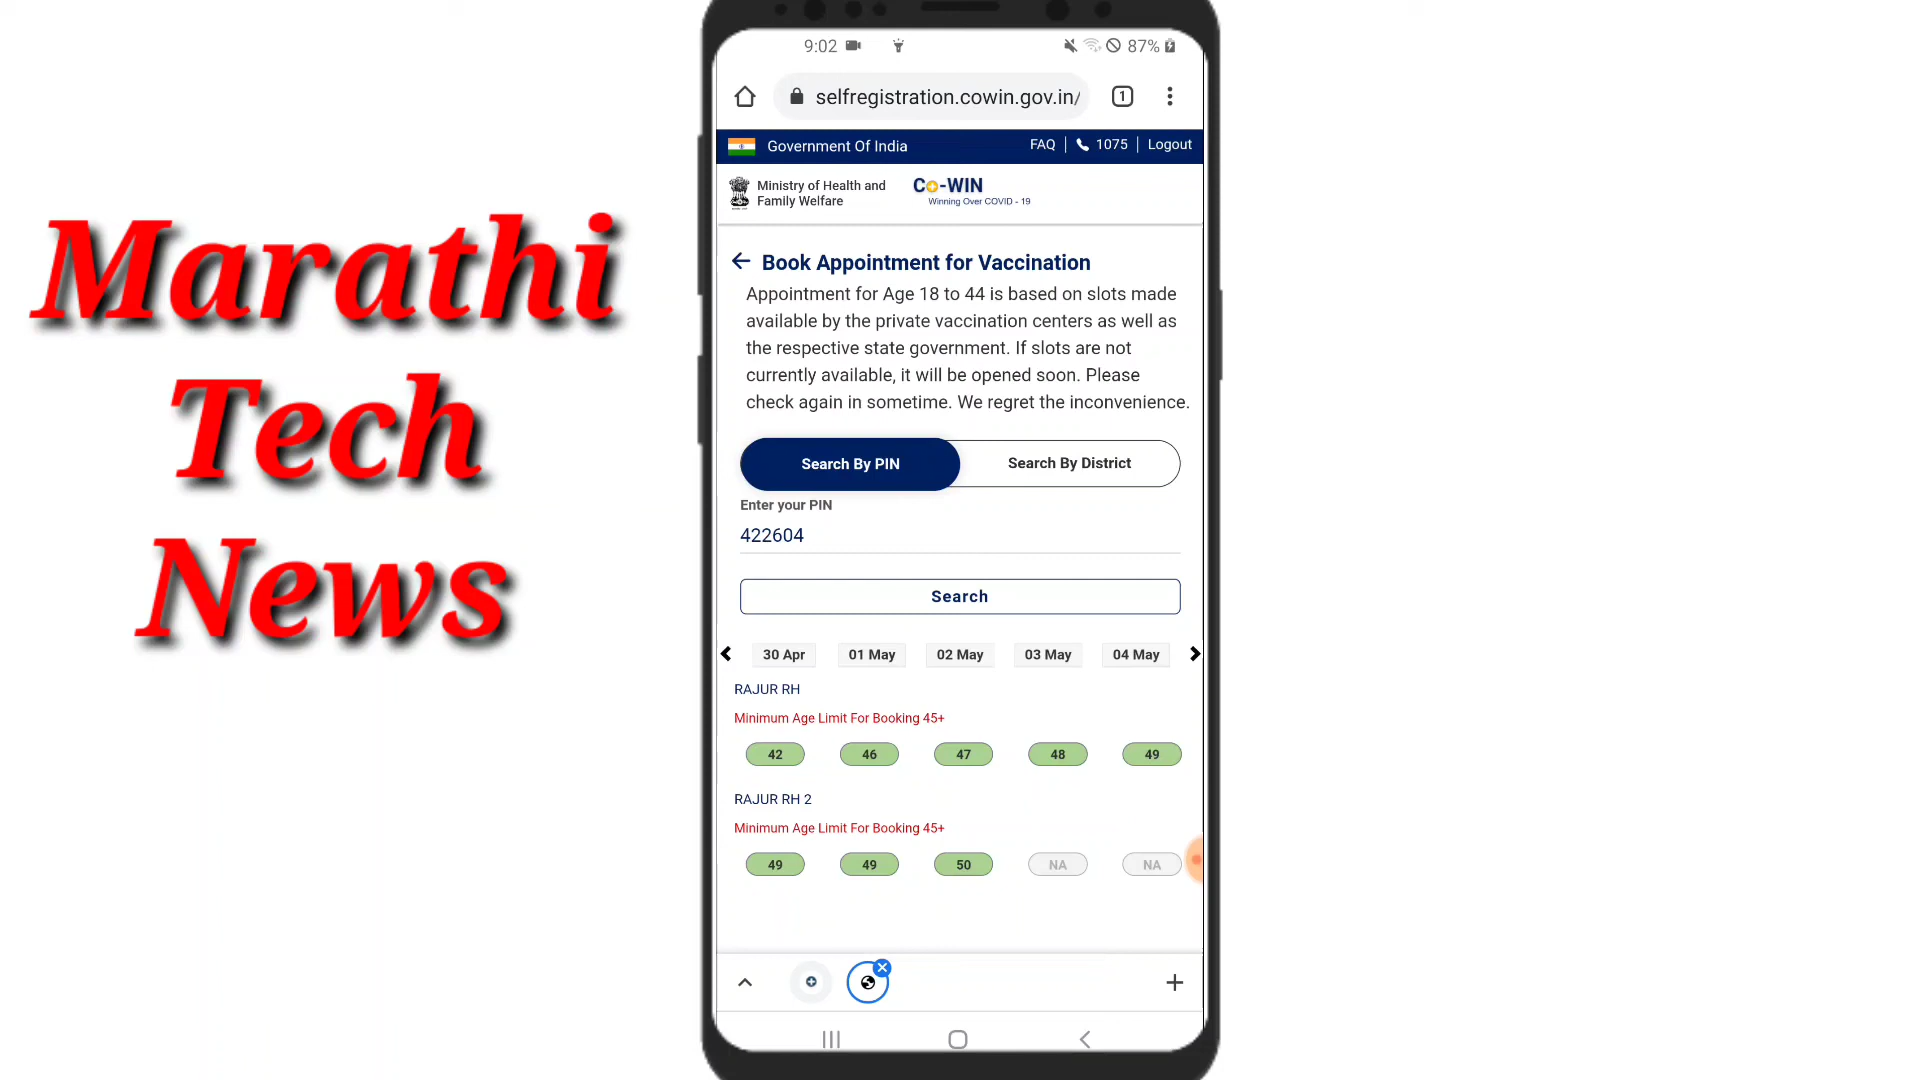 Marathi
Tech
News
9:02 87%
selfregistration.cowin.gov.in/ 1
Government Of India FAQ | 1075 | Logout
Ministry of Health and
Family Welfare
Co-WIN
Winning Over COVID - 19
Book Appointment for Vaccination
Appointment for Age 18 to 44 is based on slots made
available by the private vaccination centers as well as
the respective state government. If slots are not
currently available, it will be opened soon. Please
check again in sometime. We regret the inconvenience.
Search By PIN Search By District
Enter your PIN
422604
Search
30 Apr 01 May 02 May 03 May 04 May
RAJUR RH
Minimum Age Limit For Booking 45+
42 46 47 48 49
RAJUR RH 2
Minimum Age Limit For Booking 45+
49 49 50 NA NA